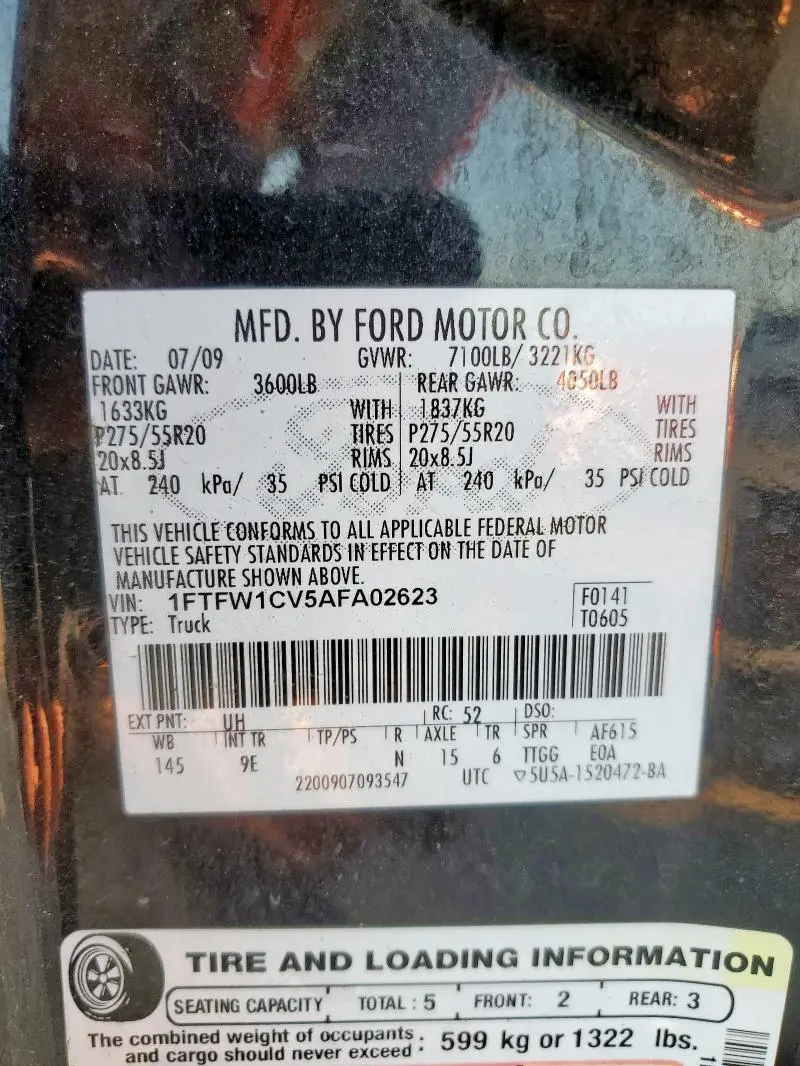 MFD. BY FORD MOTOR CO.
DATE: 07/09 GVWR: 7100LB/ 3221KG
FRONT GAWR: 3600LB REAR GAWR: 4050LB
1633KG WITH 1837KG WITH
P275/55R20 TIRES P275/55R20 TIRES
20x8.5J RIMS 20x8.5J RIMS
AT 240 kPa/ 35 PSI COLD AT 240 kPa/ 35 PSI COLD
THIS VEHICLE CONFORMS TO ALL APPLICABLE FEDERAL MOTOR
VEHICLE SAFETY STANDARDS IN EFFECT ON THE DATE OF
MANUFACTURE SHOWN ABOVE.
VIN: 1FTFW1CV5AFA02623 F0141
TYPE: Truck T0605
EXT PNT: UH RC: 52 DSO:
WB INT TR TP/PS R AXLE TR SPR AF615
145 9E N 15 6 TTGG E0A
2200907093547 UTC ▽5U5A-1520472-BA
TIRE AND LOADING INFORMATION
SEATING CAPACITY TOTAL : 5 FRONT: 2 REAR: 3
The combined weight of occupants : 599 kg or 1322 lbs.
and cargo should never exceed